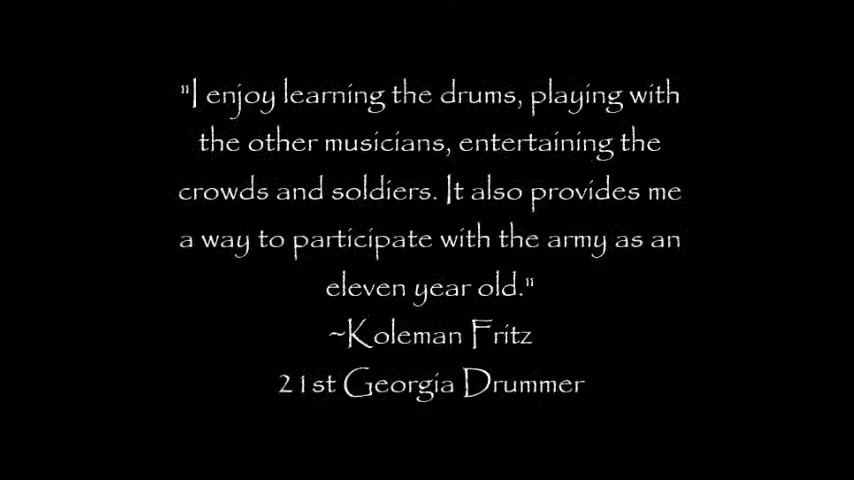 "I enjoy learning the drums, playing with
the other musicians, entertaining the
crowds and soldiers. It also provides me
a way to participate with the army as an
eleven year old."
~Koleman Fritz
21st Georgia Drummer